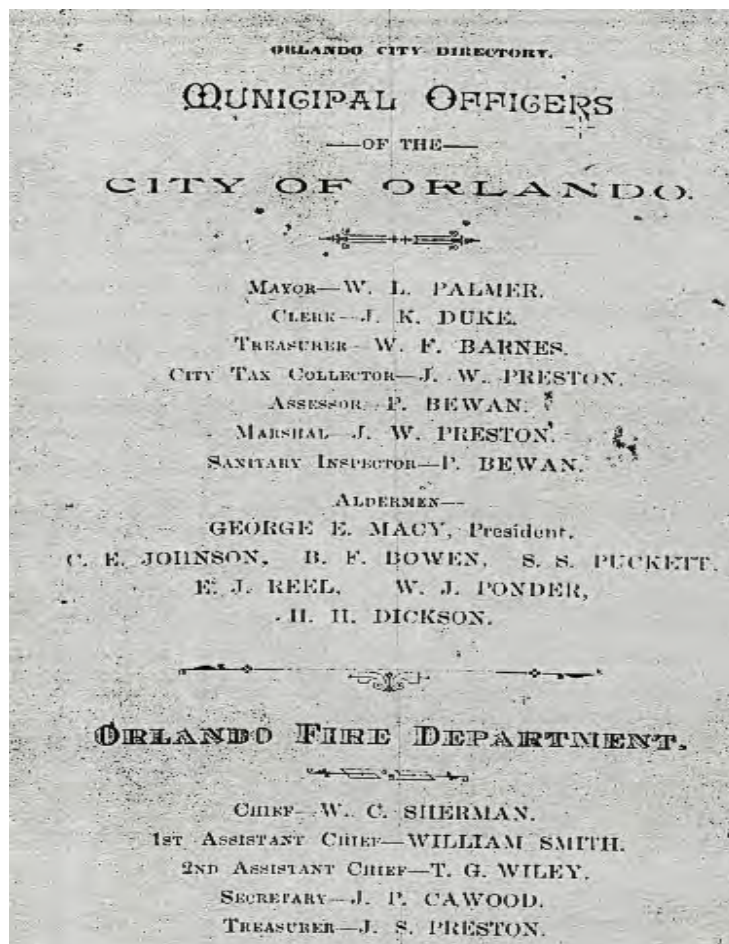 ORLANDO CITY DIRECTORY.
MUNICIPAL OFFICERS
—OF THE—
CITY OF ORLANDO.
MAYOR—W. L. PALMER.
CLERK—J. K. DUKE.
TREASURER—W. F. BARNES.
CITY TAX COLLECTOR—J. W. PRESTON.
ASSESSOR—P. BEWAN.
MARSHAL—J. W. PRESTON.
SANITARY INSPECTOR—P. BEWAN.
ALDERMEN—
GEORGE E. MACY, President.
C. E. JOHNSON, B. F. BOWEN, S. S. PUCKETT.
E. J. REEL, W. J. PONDER,
H. H. DICKSON.
ORLANDO FIRE DEPARTMENT.
CHIEF—W. C. SHERMAN.
1ST ASSISTANT CHIEF—WILLIAM SMITH.
2ND ASSISTANT CHIEF—T. G. WILEY.
SECRETARY—J. P. CAWOOD.
TREASURER—J. S. PRESTON.